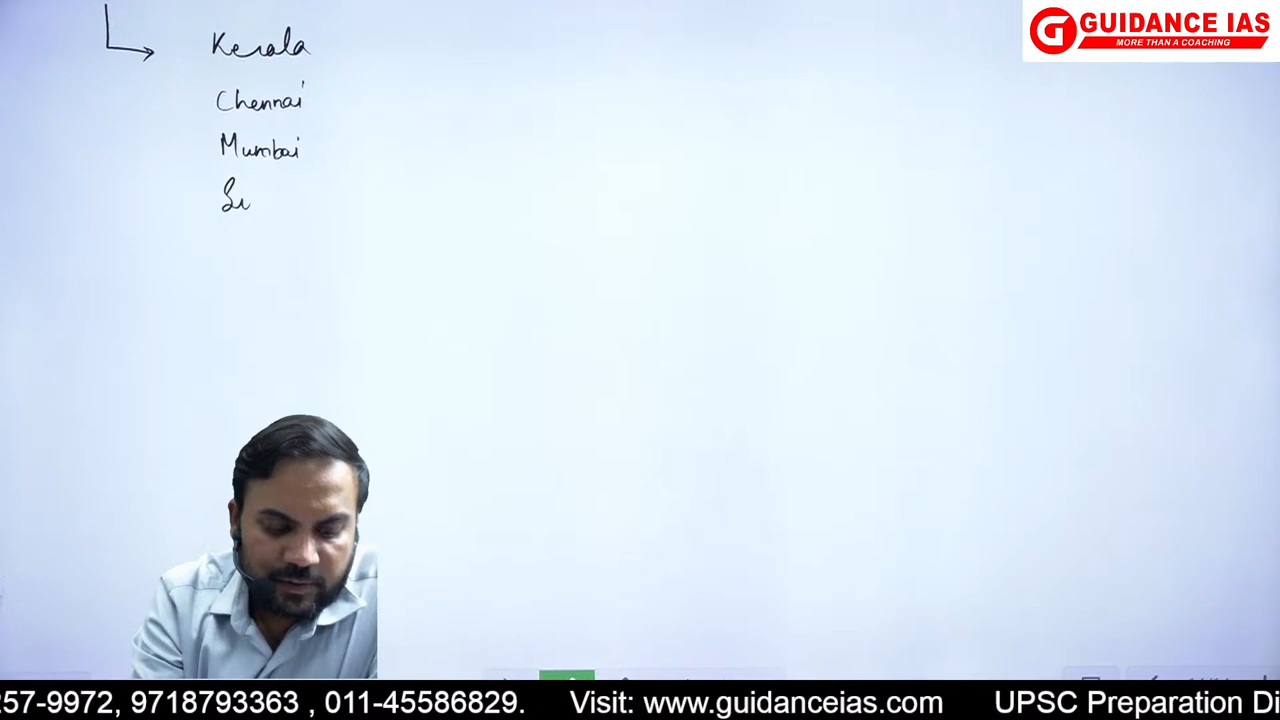 GUIDANCE IAS
MORE THAN A COACHING
Kerala
Chennai
Mumbai
257-9972, 9718793363 , 011-45586829. Visit: www.guidanceias.com UPSC Preparation Di